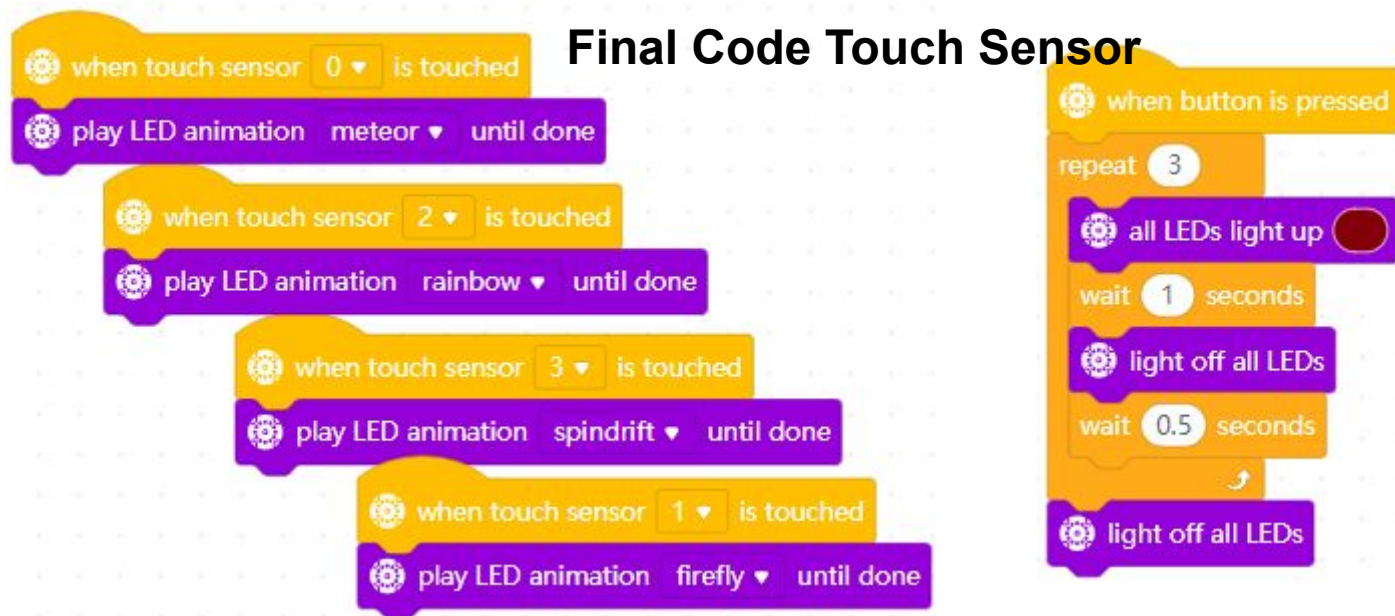 Final Code Touch Sensor
when touch sensor 0 is touched
play LED animation meteor until done
when touch sensor 2 is touched
play LED animation rainbow until done
when touch sensor 3 is touched
play LED animation spindrift until done
when touch sensor 1 is touched
play LED animation firefly until done
when button is pressed
repeat 3
all LEDs light up
wait 1 seconds
light off all LEDs
wait 0.5 seconds
light off all LEDs